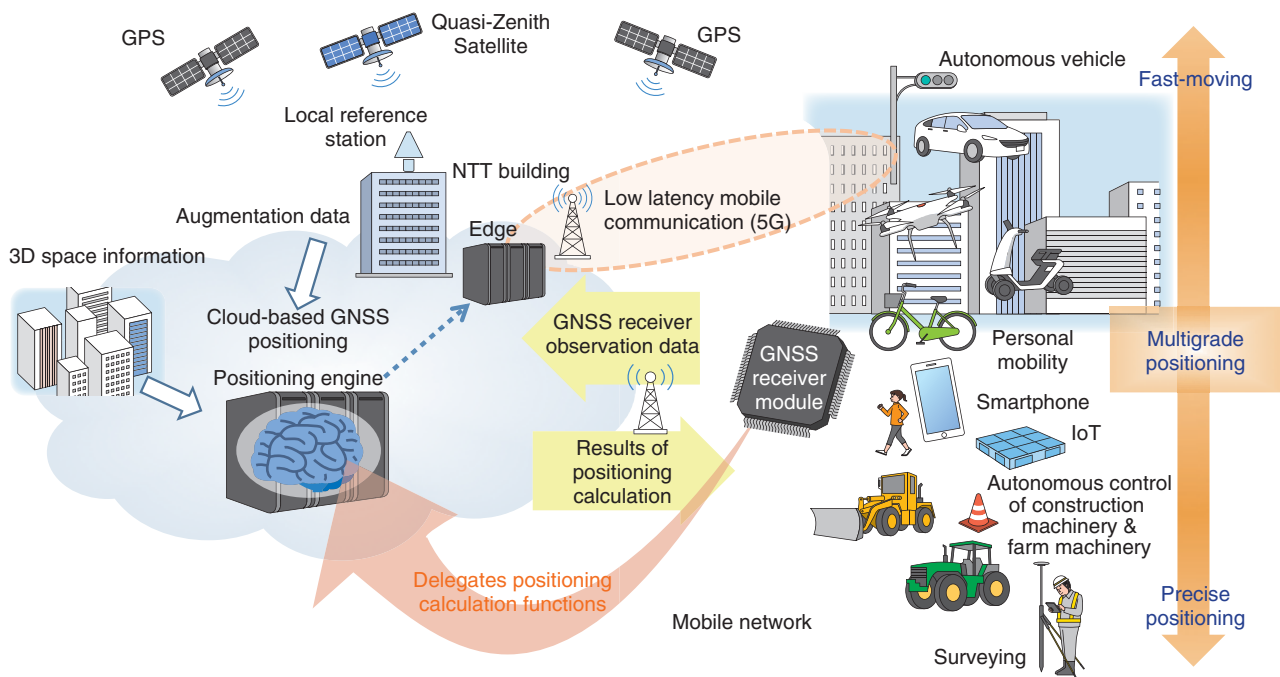 GPS
Quasi-Zenith
Satellite
GPS
Autonomous vehicle
Fast-moving
Local reference
station
NTT building
Low latency mobile
communication (5G)
Augmentation data
Edge
3D space information
Cloud-based GNSS
positioning
GNSS receiver
observation data
GNSS
receiver
module
Personal
mobility
Multigrade
positioning
Positioning engine
Smartphone
IoT
Results of
positioning
calculation
Autonomous control
of construction
machinery &
farm machinery
Delegates positioning
calculation functions
Mobile network
Precise
positioning
Surveying